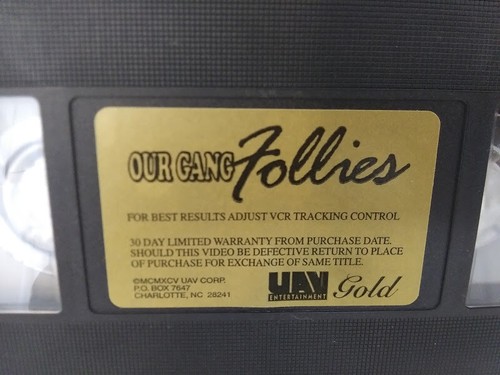 OUR GANG Follies
FOR BEST RESULTS ADJUST VCR TRACKING CONTROL
30 DAY LIMITED WARRANTY FROM PURCHASE DATE.
SHOULD THIS VIDEO BE DEFECTIVE RETURN TO PLACE
OF PURCHASE FOR EXCHANGE OF SAME TITLE.
©MCMXCV UAV CORP.
P.O. BOX 7647
CHARLOTTE, NC 28241
UAV
ENTERTAINMENT
Gold